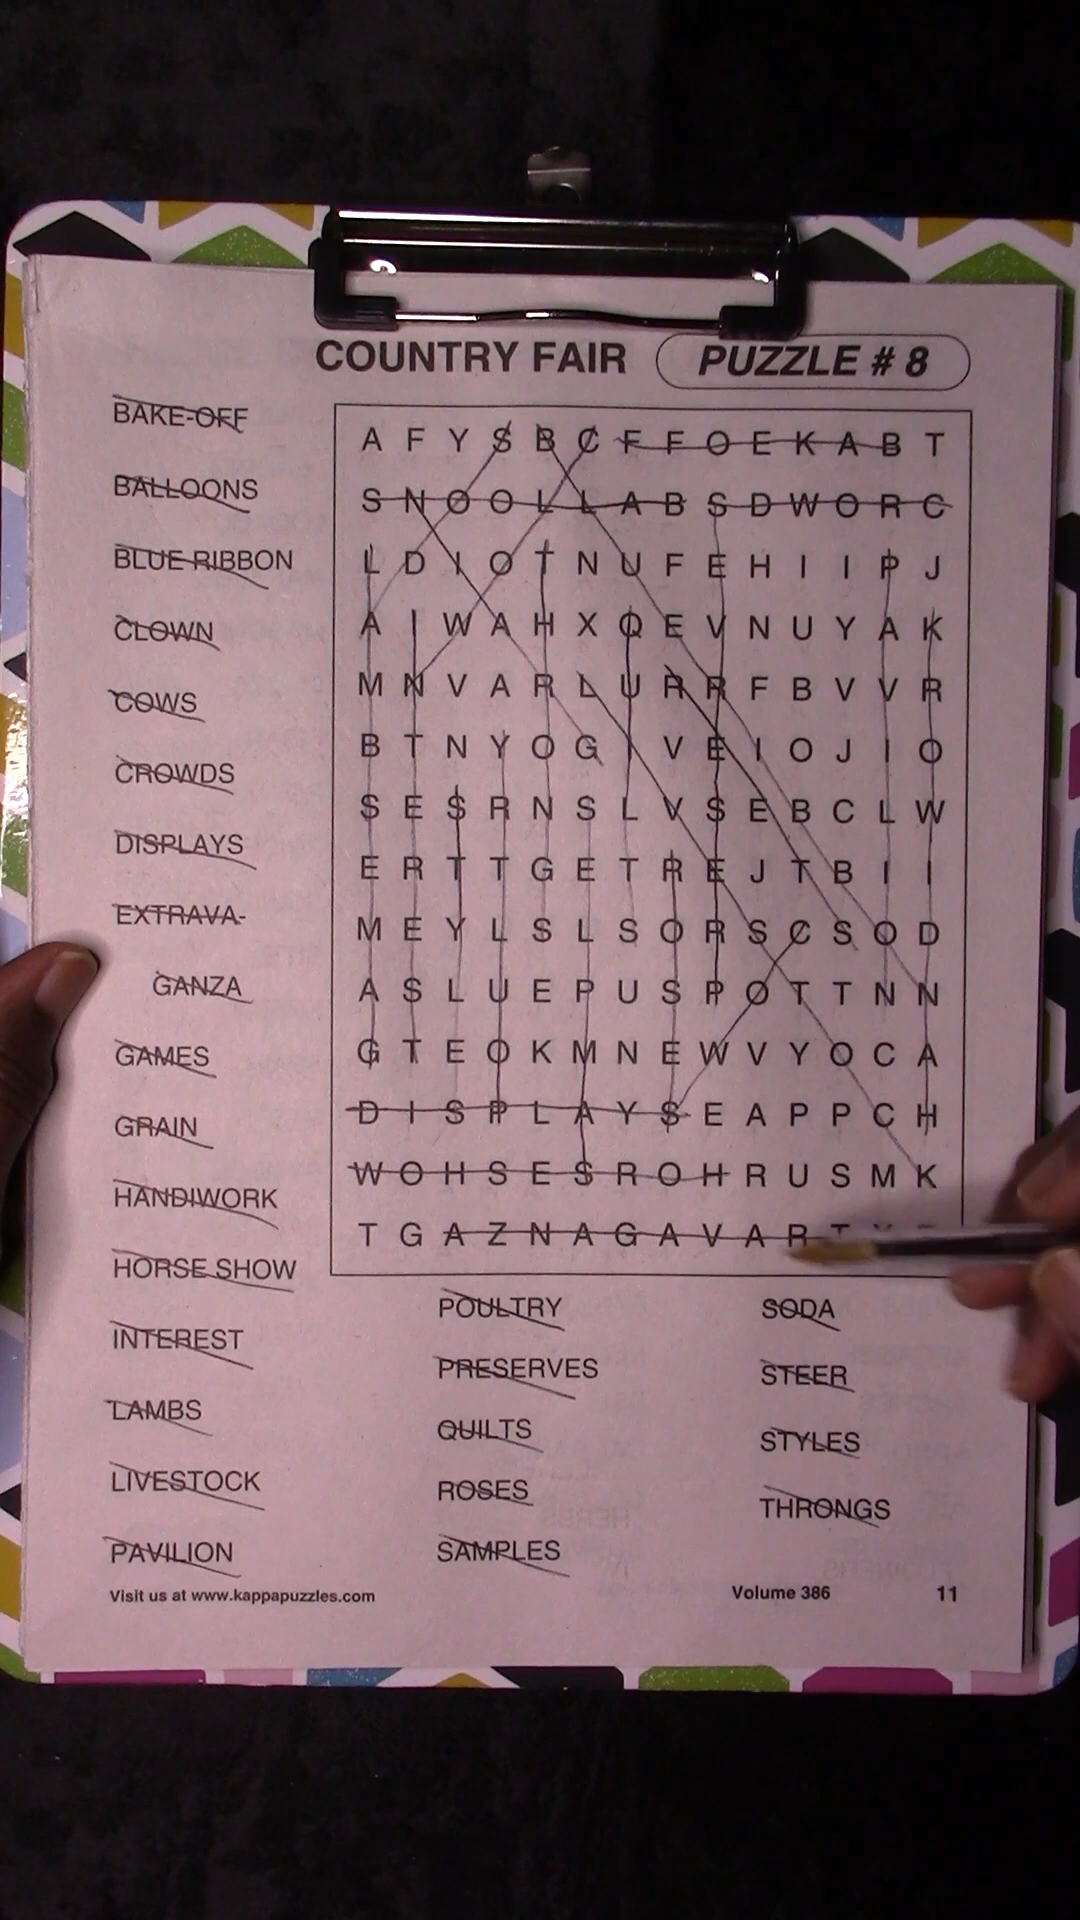 COUNTRY FAIR
PUZZLE # 8
BAKE-OFF
BALLOONS
BLUE RIBBON
CLOWN
COWS
CROWDS
DISPLAYS
EXTRAVA-
GANZA
GAMES
GRAIN
HANDIWORK
HORSE SHOW
INTEREST
LAMBS
LIVESTOCK
PAVILION
A F Y S B C F F O E K A B T
S N O O L L A B S D W O R C
L D I O T N U F E H I I P J
A I W A H X Q E V N U Y A K
M N V A R L U R R F B V V R
B T N Y O G I V E I O J I O
S E S R N S L V S E B C L W
E R T T G E T R E J T B I I
M E Y L S L S O R S C S O D
A S L U E P U S P O T T N N
G T E O K M N E W V Y O C A
D I S P L A Y S E A P P C H
W O H S E S R O H R U S M K
T G A Z N A G A V A R T X
POULTRY
PRESERVES
QUILTS
ROSES
SAMPLES
SODA
STEER
STYLES
THRONGS
Visit us at www.kappapuzzles.com
Volume 386
11